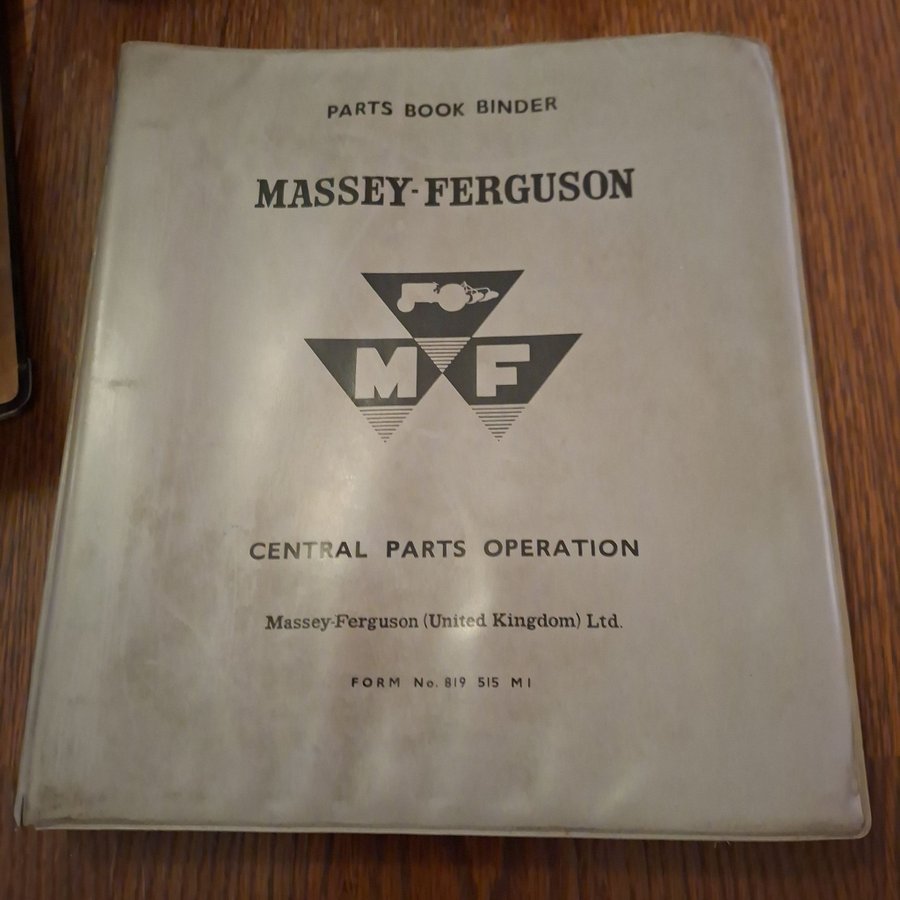 PARTS BOOK BINDER
MASSEY-FERGUSON
M F
CENTRAL PARTS OPERATION
Massey-Ferguson (United Kingdom) Ltd.
FORM No. 819 515 M1